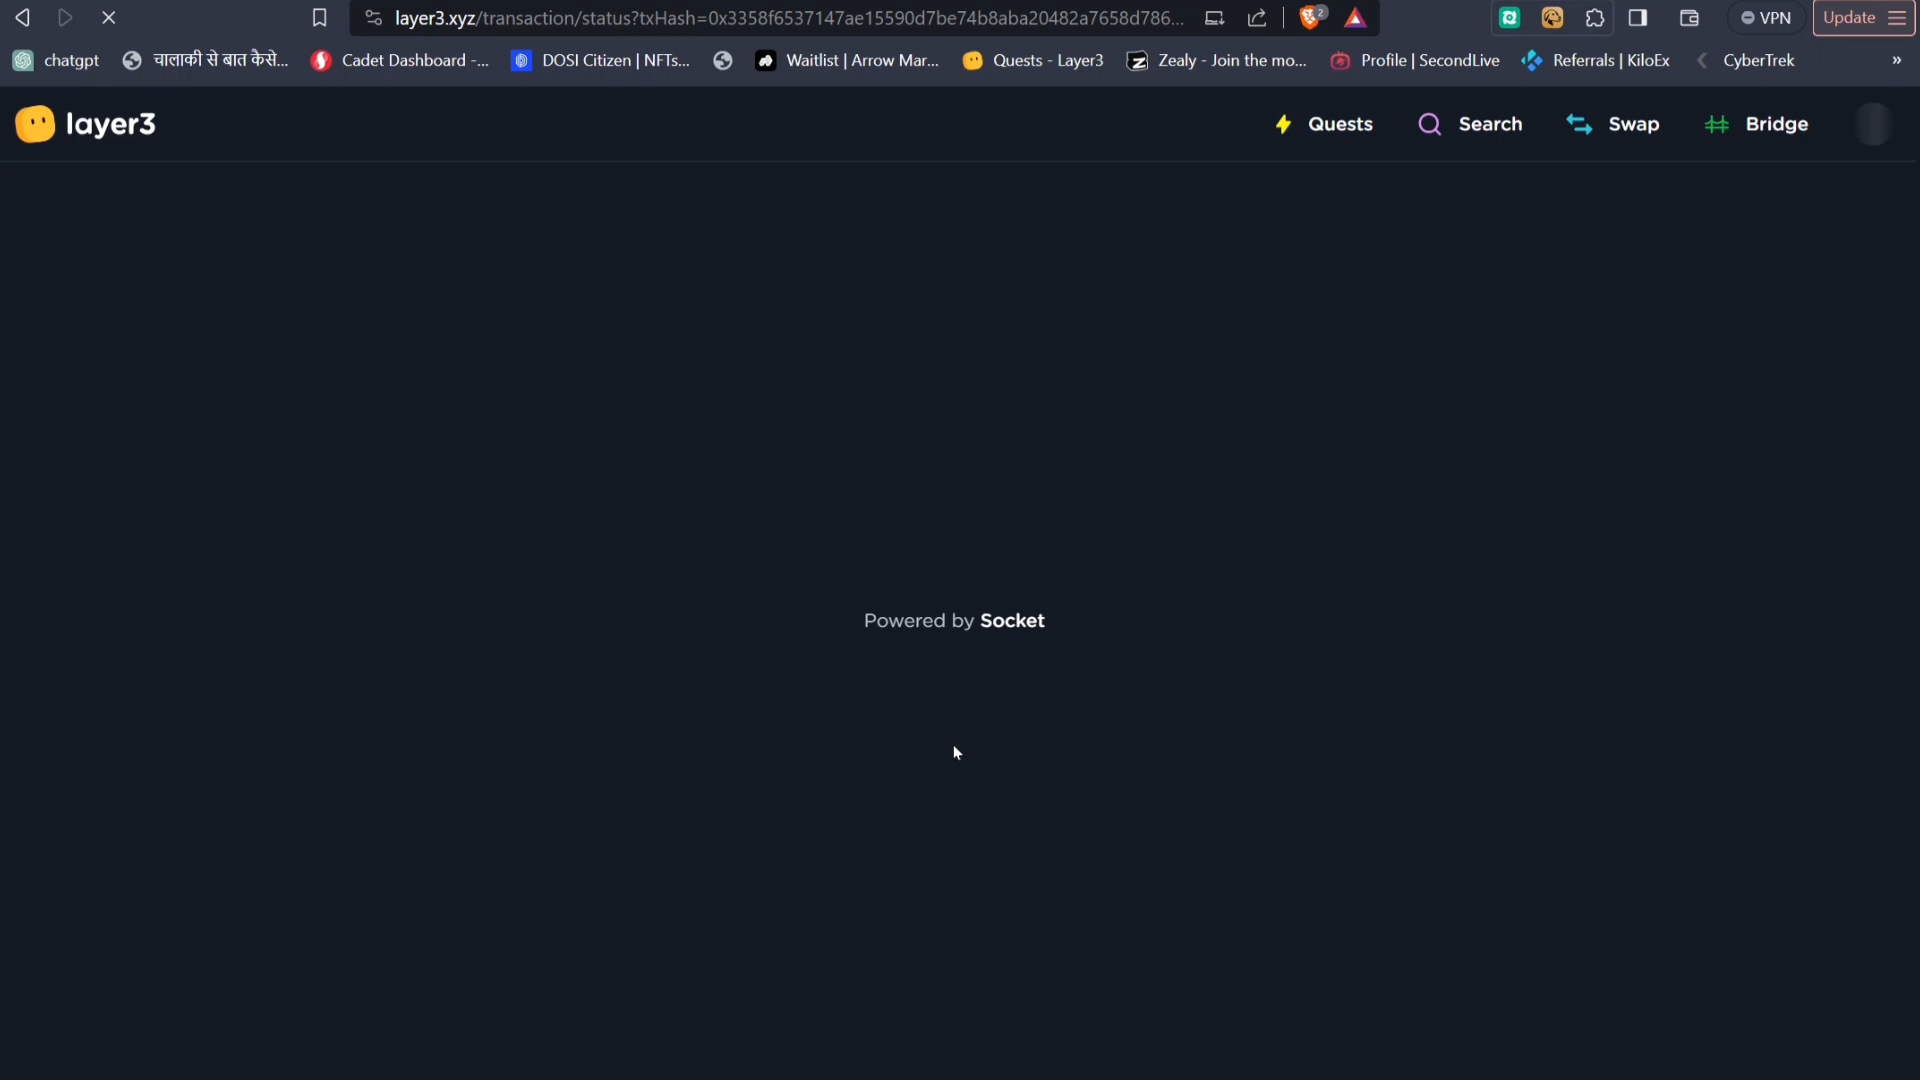 layer3.xyz/transaction/status?txHash=0x3358f6537147ae15590d7be74b8aba20482a7658d786...
2
VPN
Update
chatgpt
चालाकी से बात कैसे...
Cadet Dashboard -...
DOSI Citizen | NFTs...
Waitlist | Arrow Mar...
Quests - Layer3
Zealy - Join the mo...
Profile | SecondLive
Referrals | KiloEx
CyberTrek
»
layer3
Quests
Search
Swap
Bridge
Powered by Socket